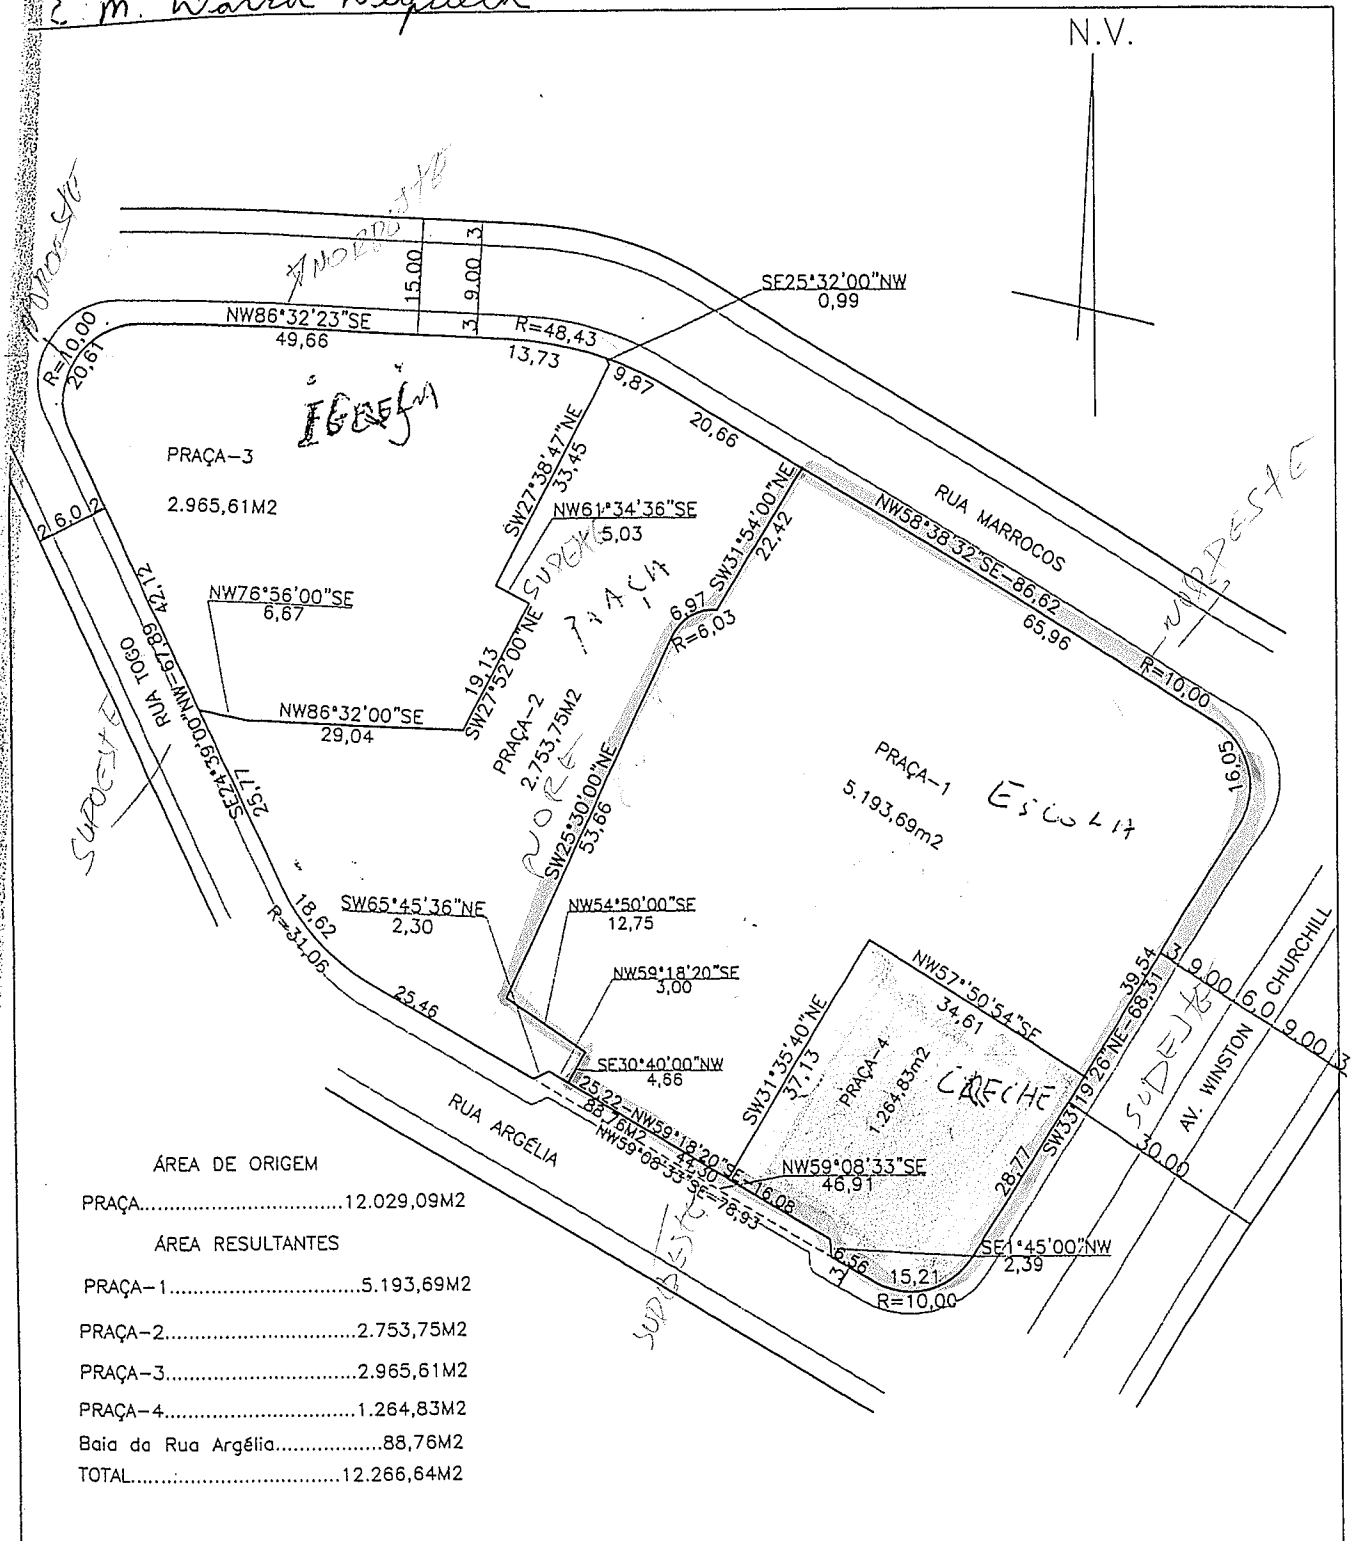 N.V.
NOROESTE
NORDESTE
SE25°32'00"NW
0,99
15.00
3 9.00 3
NW86°32'23"SE
49,66
R=48,43
13,73
R=10,00
20,61
9,87
20,66
IGREJA
PRAÇA-3
2.965,61M2
SW27°38'47"NE
33,45
NW61°34'36"SE
5,03
SW31°54'00"NE
22,42
NW58°38'32"SE-86,62
65,96
RUA MARROCOS
NORDESTE
2 6,0 2
42,12
RUA TOGO
SE24°39'00"NW=67,89
25,77
NW76°56'00"SE
6,67
NW86°32'00"SE
29,04
19,13
SW27°52'00"NE
PRAÇA
PRAÇA-2
2.753,75M2
6,97
R=6,03
SW25°30'00"NE
53,66
R=10,00
16,05
PRAÇA-1
5.193,69m2
ESCOLA
SUDOESTE
18,62
R=31,06
25,46
SW65°45'36"NE
2,30
NW54°50'00"SE
12,75
NW59°18'20"SE
3,00
SE30°40'00"NW
4,66
NW57°50'54"SE
34,61
SW31°35'40"NE
37,13
PRAÇA-4
1.264,83m2
CRECHE
39,54
SW33°19'26"NE-68,31
28,77
SUDESTE
3 9.00 6,0 9.00 3
30.00
AV. WINSTON CHURCHILL
RUA ARGÉLIA
25,22-NW59°18'20"SE-16,08
88,76M2
44,30
NW59°08'33"SE=78,93
NW59°08'33"SE
46,91
SE1°45'00"NW
2,39
6,56
3
15,21
R=10,00
SUDOESTE
ÁREA DE ORIGEM
PRAÇA..............................12.029,09M2
ÁREA RESULTANTES
PRAÇA-1............................5.193,69M2
PRAÇA-2............................2.753,75M2
PRAÇA-3............................2.965,61M2
PRAÇA-4............................1.264,83M2
Baia da Rua Argélia.................88,76M2
TOTAL..............................12.266,64M2